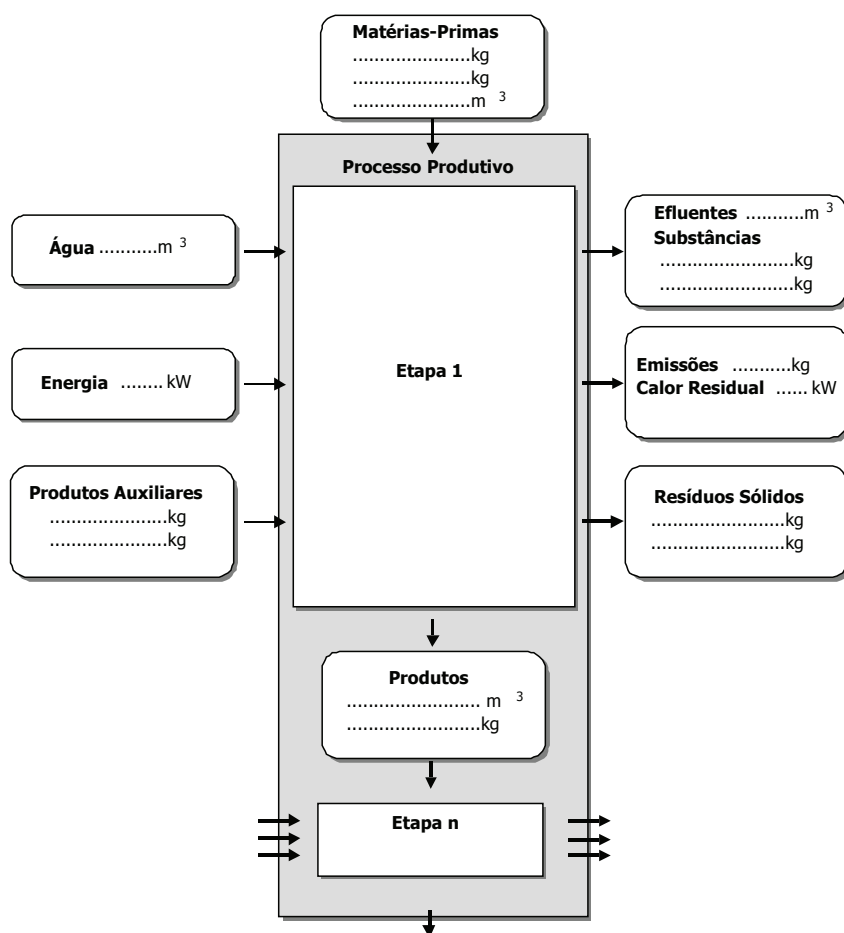 Matérias-Primas
......................kg
......................kg
......................m 3
Processo Produtivo
Água ...........m 3
Efluentes ...........m 3
Substâncias
.........................kg
.........................kg
Energia ........ kW
Etapa 1
Emissões ...........kg
Calor Residual ...... kW
Produtos Auxiliares
......................kg
......................kg
Resíduos Sólidos
.........................kg
.........................kg
Produtos
......................... m 3
.........................kg
Etapa n